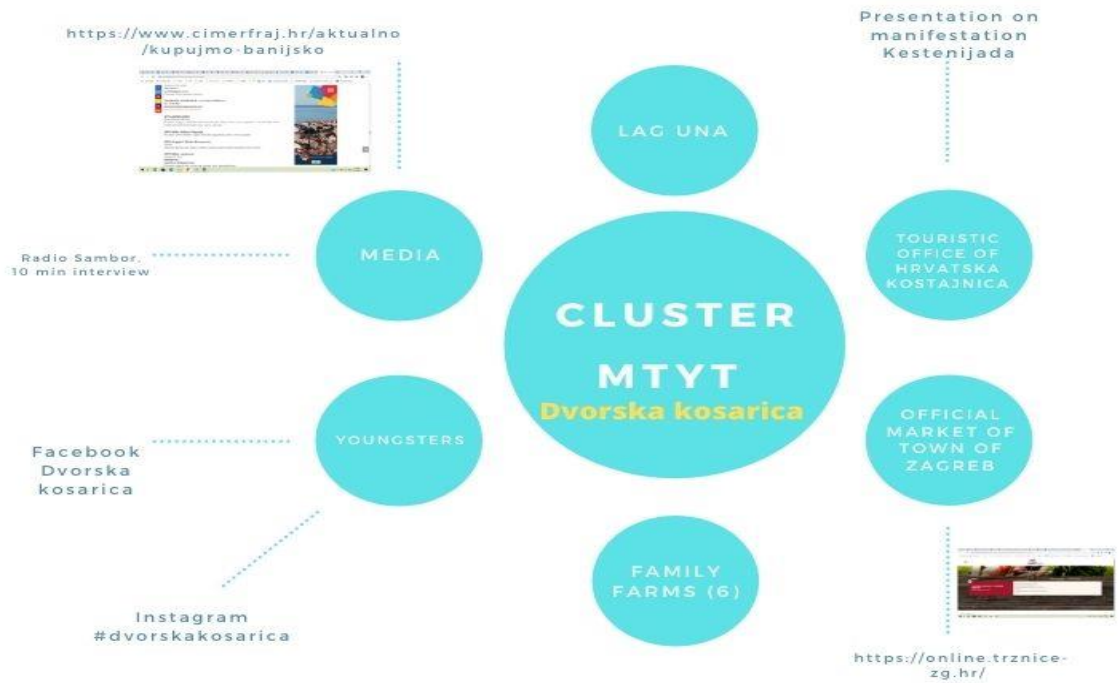 https://www.cimerfraj.hr/aktualno
/kupujmo-banijsko
Presentation on
manifestation
Kestenijada
LAG UNA
MEDIA
TOURISTIC
OFFICE OF
HRVATSKA
KOSTAJNICA
Radio Sambor,
10 min interview
CLUSTER
MTYT
Dvorska kosarica
YOUNGSTERS
OFFICIAL
MARKET OF
TOWN OF
ZAGREB
Facebook
Dvorska
kosarica
FAMILY
FARMS (6)
Instagram
#dvorskakosarica
https://online.trznice-
zg.hr/